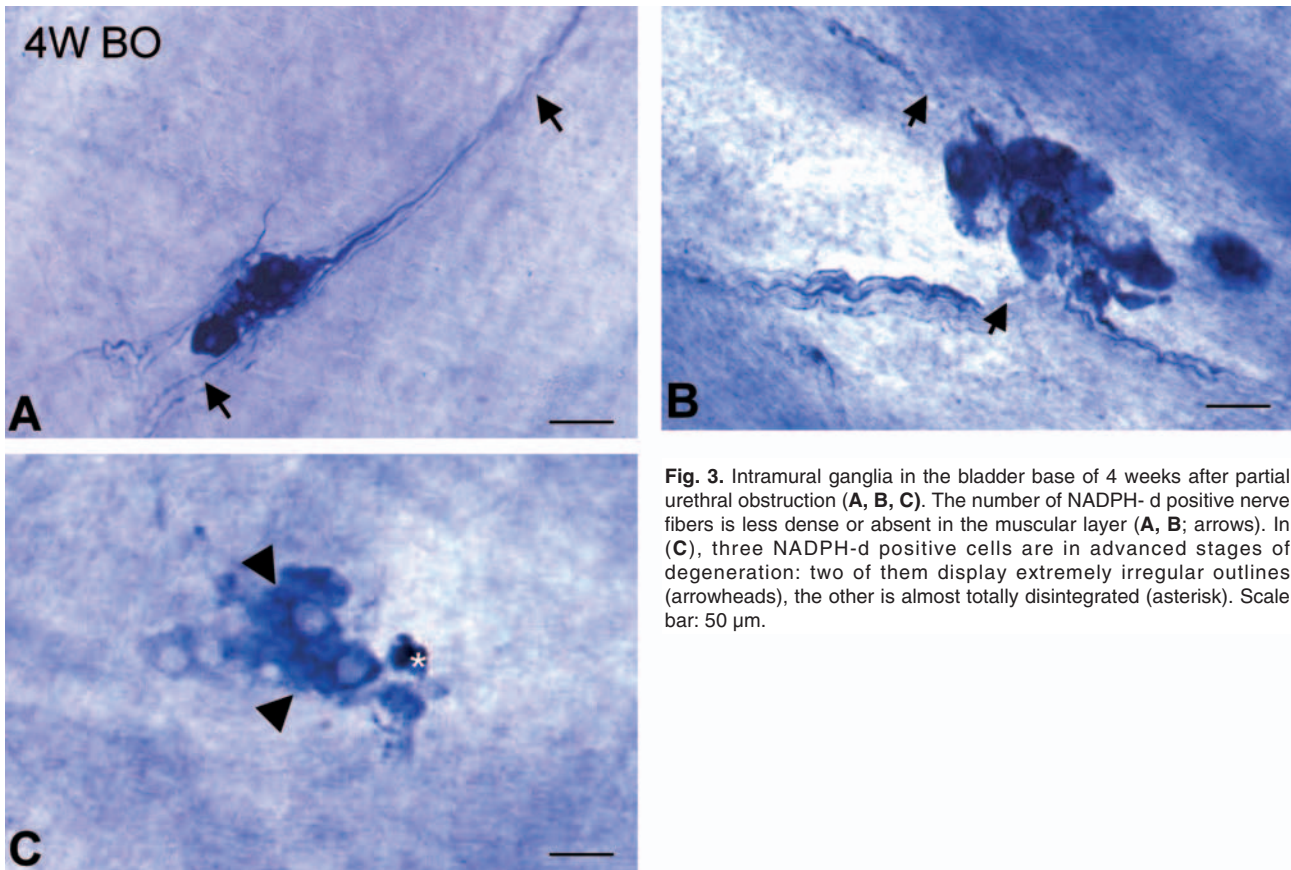 4W BO
A
B
Fig. 3. Intramural ganglia in the bladder base of 4 weeks after partial
urethral obstruction (A, B, C). The number of NADPH- d positive nerve
fibers is less dense or absent in the muscular layer (A, B; arrows). In
(C), three NADPH-d positive cells are in advanced stages of
degeneration: two of them display extremely irregular outlines
(arrowheads), the other is almost totally disintegrated (asterisk). Scale
bar: 50 µm.
*
C